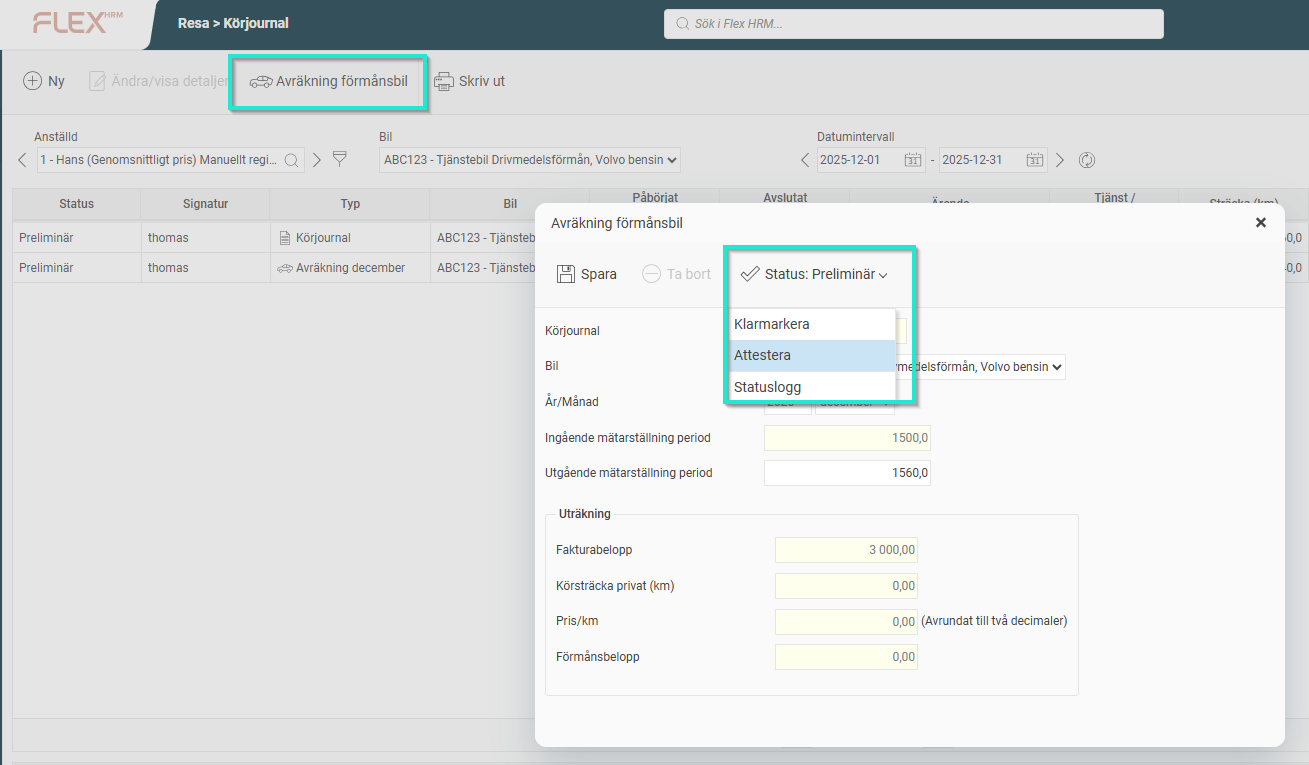 FLEX HRM
Resa > Körjournal
Sök i Flex HRM...
Ny
Ändra/visa detaljer
Avräkning förmånsbil
Skriv ut
Anställd
Bil
Datumintervall
1 - Hans (Genomsnittligt pris) Manuellt regi...
ABC123 - Tjänstebil Drivmedelsförmån, Volvo bensin
2025-12-01 - 2025-12-31
Status Signatur Typ Bil Påbörjat Avslutat Ärende Tjänst / Sträcka (km)
Preliminär thomas Körjournal ABC123 - Tjänsteb 0,0
Preliminär thomas Avräkning december ABC123 - Tjänsteb 0,0
Avräkning förmånsbil
Spara
Ta bort
Status: Preliminär
Klarmarkera
Attestera
Statuslogg
Körjournal
Bil
medelsförmån, Volvo bensin
År/Månad
Ingående mätarställning period 1500,0
Utgående mätarställning period 1560,0
Uträkning
Fakturabelopp 3 000,00
Körsträcka privat (km) 0,00
Pris/km 0,00 (Avrundat till två decimaler)
Förmånsbelopp 0,00